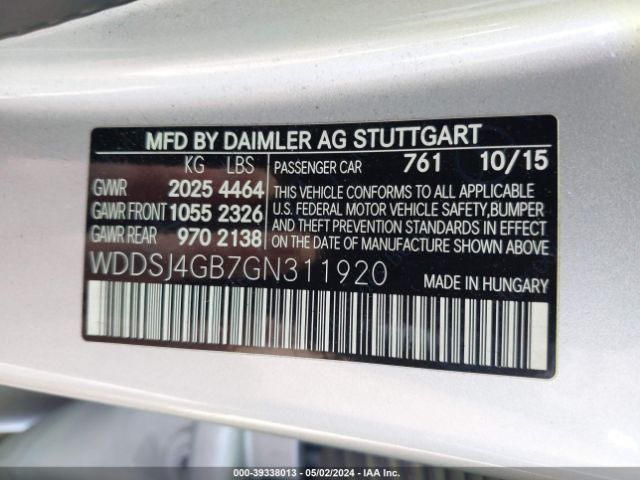 MFD BY DAIMLER AG STUTTGART
KG LBS PASSENGER CAR 761 10/15
GVWR 2025 4464
GAWR FRONT 1055 2326
GAWR REAR 970 2138
THIS VEHICLE CONFORMS TO ALL APPLICABLE
U.S. FEDERAL MOTOR VEHICLE SAFETY,BUMPER
AND THEFT PREVENTION STANDARDS IN EFFECT
ON THE DATE OF MANUFACTURE SHOWN ABOVE.
WDDSJ4GB7GN311920
MADE IN HUNGARY
000-39338013 - 05/02/2024 - IAA Inc.